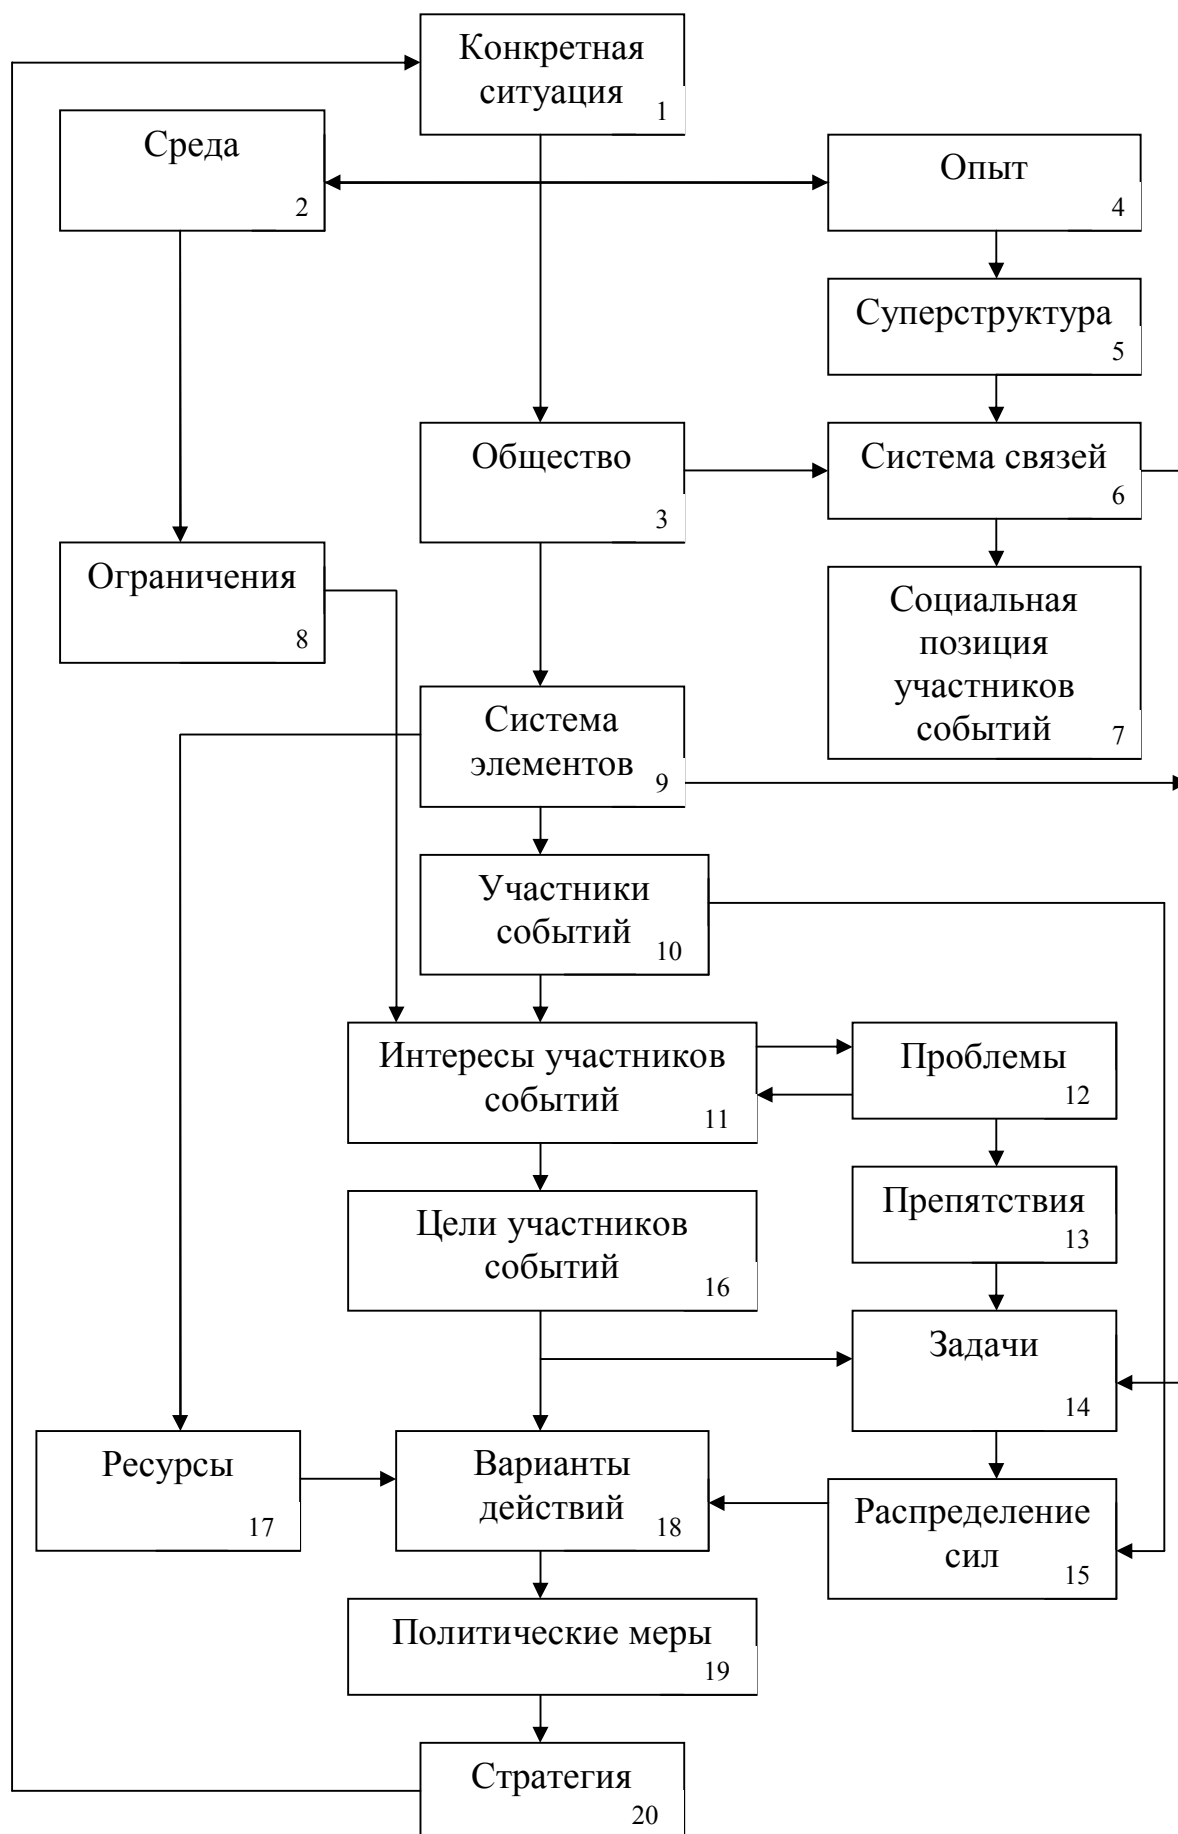 Конкретная
ситуация
1
Среда
2
Опыт
4
Суперструктура
5
Общество
3
Система связей
6
Ограничения
8
Социальная
позиция
участников
событий
7
Система
элементов
9
Участники
событий
10
Интересы участников
событий
11
Проблемы
12
Препятствия
13
Цели участников
событий
16
Задачи
14
Ресурсы
17
Варианты
действий
18
Распределение
сил
15
Политические меры
19
Стратегия
20